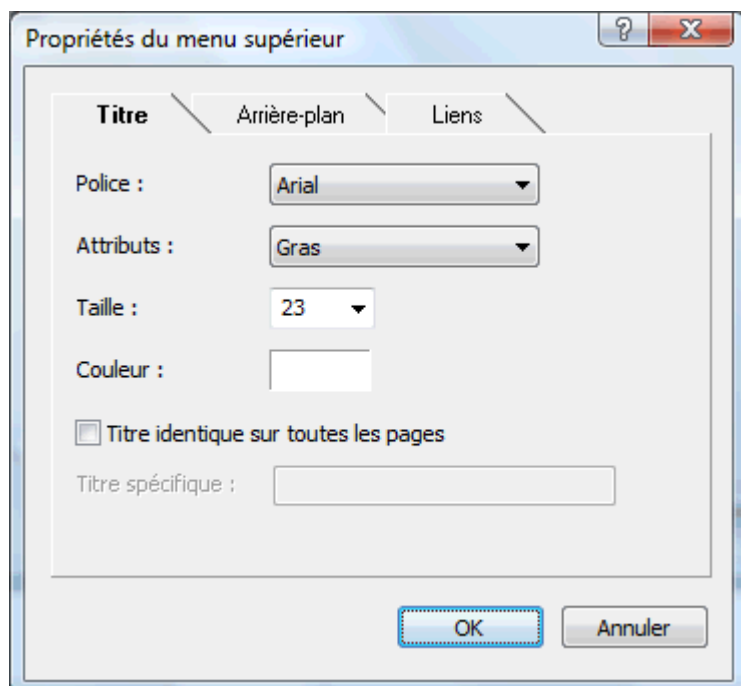 Propriétés du menu supérieur
?
X
Titre Arrière-plan Liens
Police : Arial
Attributs : Gras
Taille : 23
Couleur :
Titre identique sur toutes les pages
Titre spécifique :
OK Annuler